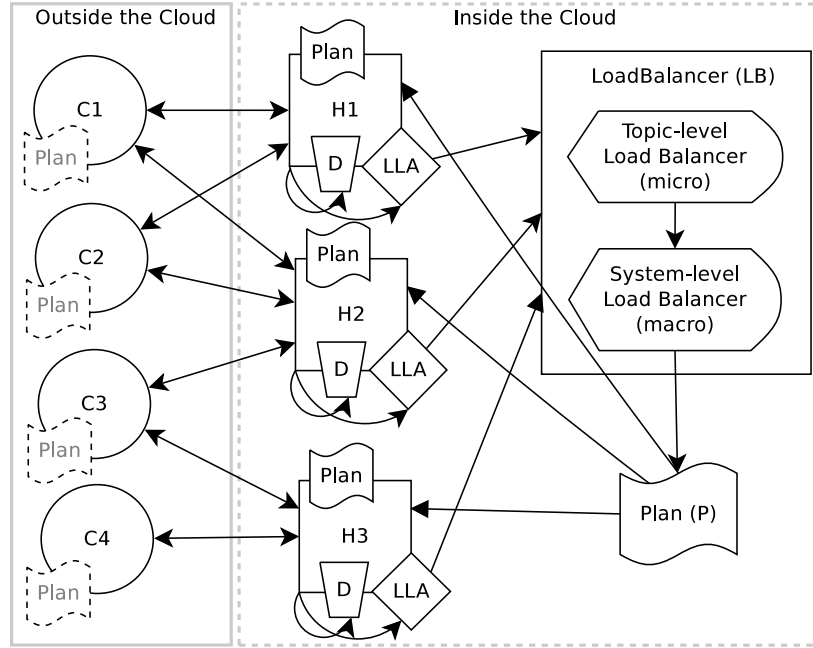 Outside the Cloud
Inside the Cloud
C1
Plan
C2
Plan
C3
Plan
C4
Plan
Plan
H1
D
LLA
Plan
H2
D
LLA
Plan
H3
D
LLA
LoadBalancer (LB)
Topic-level
Load Balancer
(micro)
System-level
Load Balancer
(macro)
Plan (P)